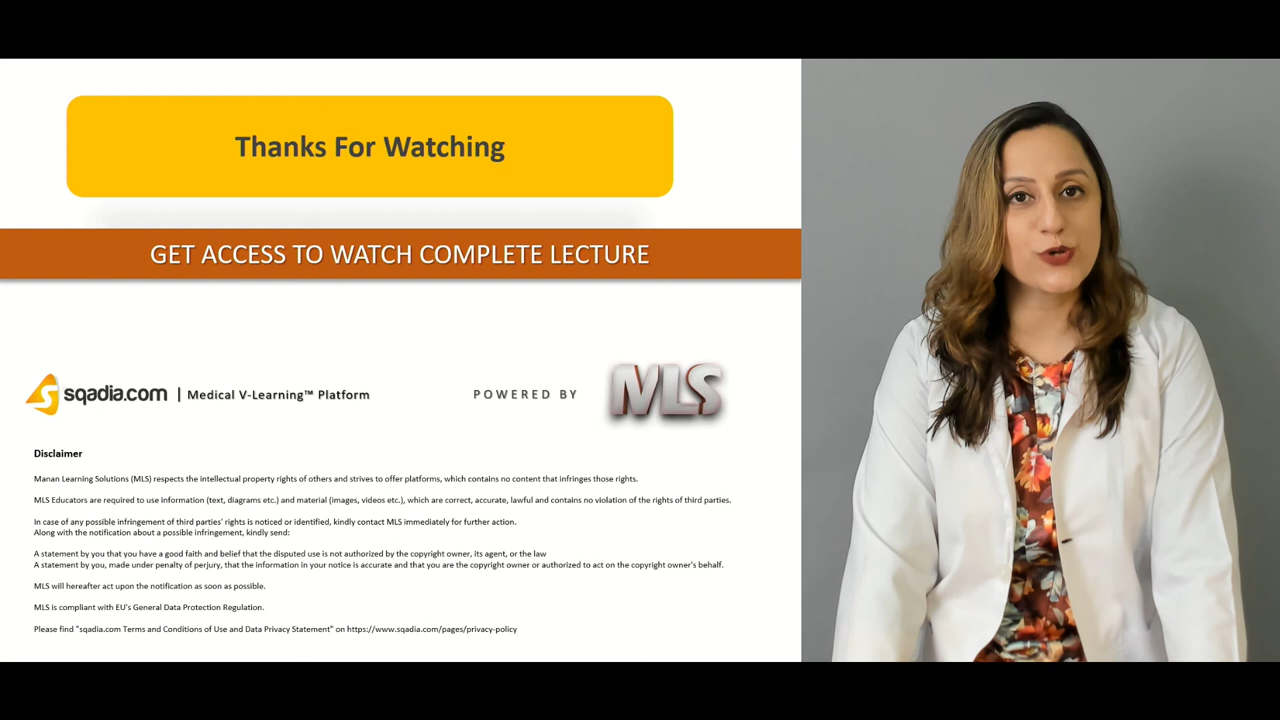 Thanks For Watching
GET ACCESS TO WATCH COMPLETE LECTURE
sqadia.com | Medical V-Learning™ Platform
POWERED BY MLS
Disclaimer
Manan Learning Solutions (MLS) respects the intellectual property rights of others and strives to offer platforms, which contains no content that infringes those rights.
MLS Educators are required to use information (text, diagrams etc.) and material (images, videos etc.), which are correct, accurate, lawful and contains no violation of the rights of third parties.
In case of any possible infringement of third parties' rights is noticed or identified, kindly contact MLS immediately for further action.
Along with the notification about a possible infringement, kindly send:
A statement by you that you have a good faith and belief that the disputed use is not authorized by the copyright owner, its agent, or the law
A statement by you, made under penalty of perjury, that the information in your notice is accurate and that you are the copyright owner or authorized to act on the copyright owner's behalf.
MLS will hereafter act upon the notification as soon as possible.
MLS is compliant with EU's General Data Protection Regulation.
Please find "sqadia.com Terms and Conditions of Use and Data Privacy Statement" on https://www.sqadia.com/pages/privacy-policy